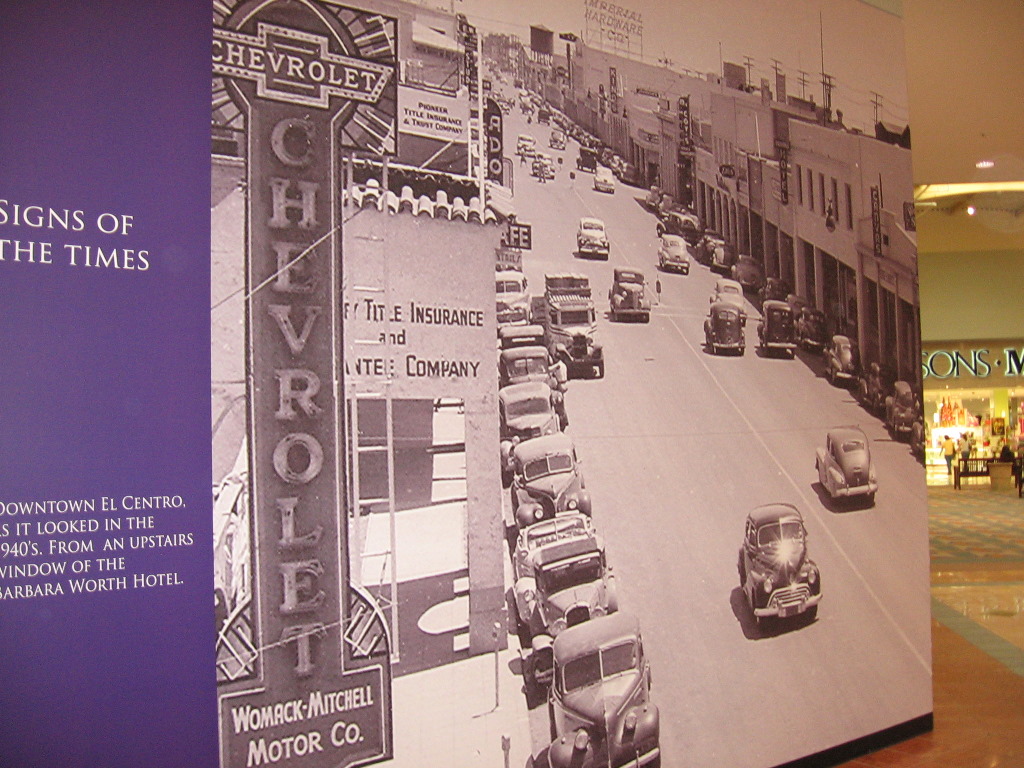 SIGNS OF
THE TIMES
DOWNTOWN EL CENTRO,
AS IT LOOKED IN THE
1940'S. FROM AN UPSTAIRS
WINDOW OF THE
BARBARA WORTH HOTEL.
CHEVROLET
CHEVROLET
WOMACK-MITCHELL
MOTOR CO.
PIONEER
TITLE INSURANCE
& TRUST COMPANY
TY TITLE INSURANCE
and
ANTEE COMPANY
IMPERIAL
HARDWARE
CO.
SONS · M